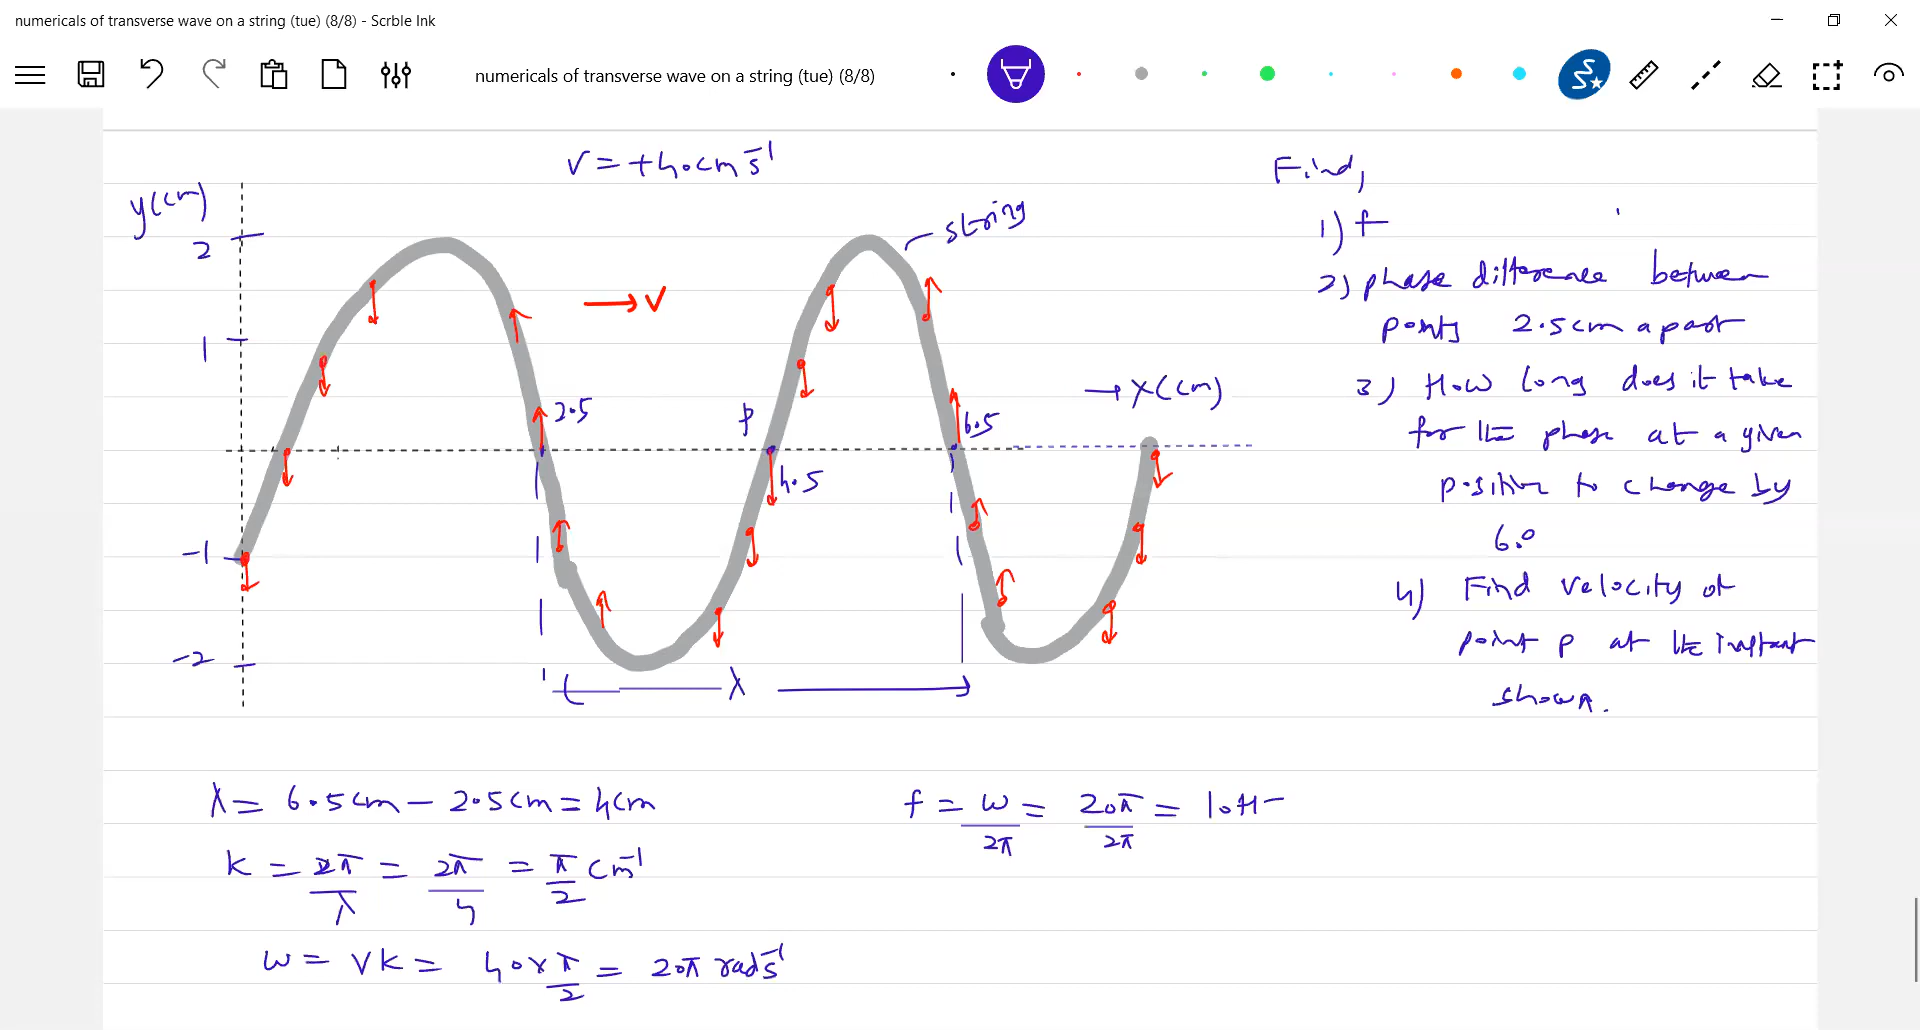 numericals of transverse wave on a string (tue) (8/8) - Scrble Ink
numericals of transverse wave on a string (tue) (8/8)
v = +40cm s⁻¹
Find,
y(cm)
2
string
1) f
→ v
2) phase difference between
points 2.5cm apart
1
→ x(cm)
3) How long does it take
2.5
P
6.5
for the phase at a given
4.5
position to change by
60
-1
4) Find velocity of
point P at the instant
-2
λ
shown.
λ = 6.5cm - 2.5cm = 4cm
f = ω/2π = 20π/2π = 10H
k = 2π/λ = 2π/4 = π/2 cm⁻¹
ω = vk = 40×π/2 = 20π rad s⁻¹